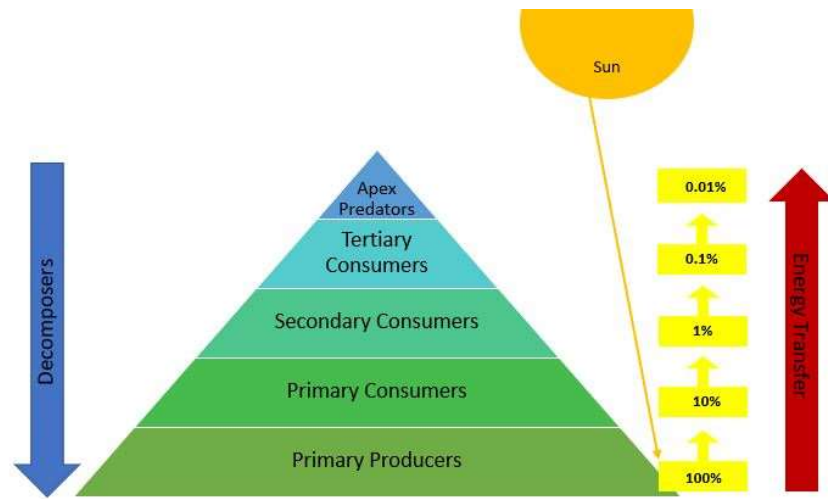 Sun
Apex
Predators
Tertiary
Consumers
Secondary Consumers
Primary Consumers
Primary Producers
Decomposers
0.01%
0.1%
1%
10%
100%
Energy Transfer